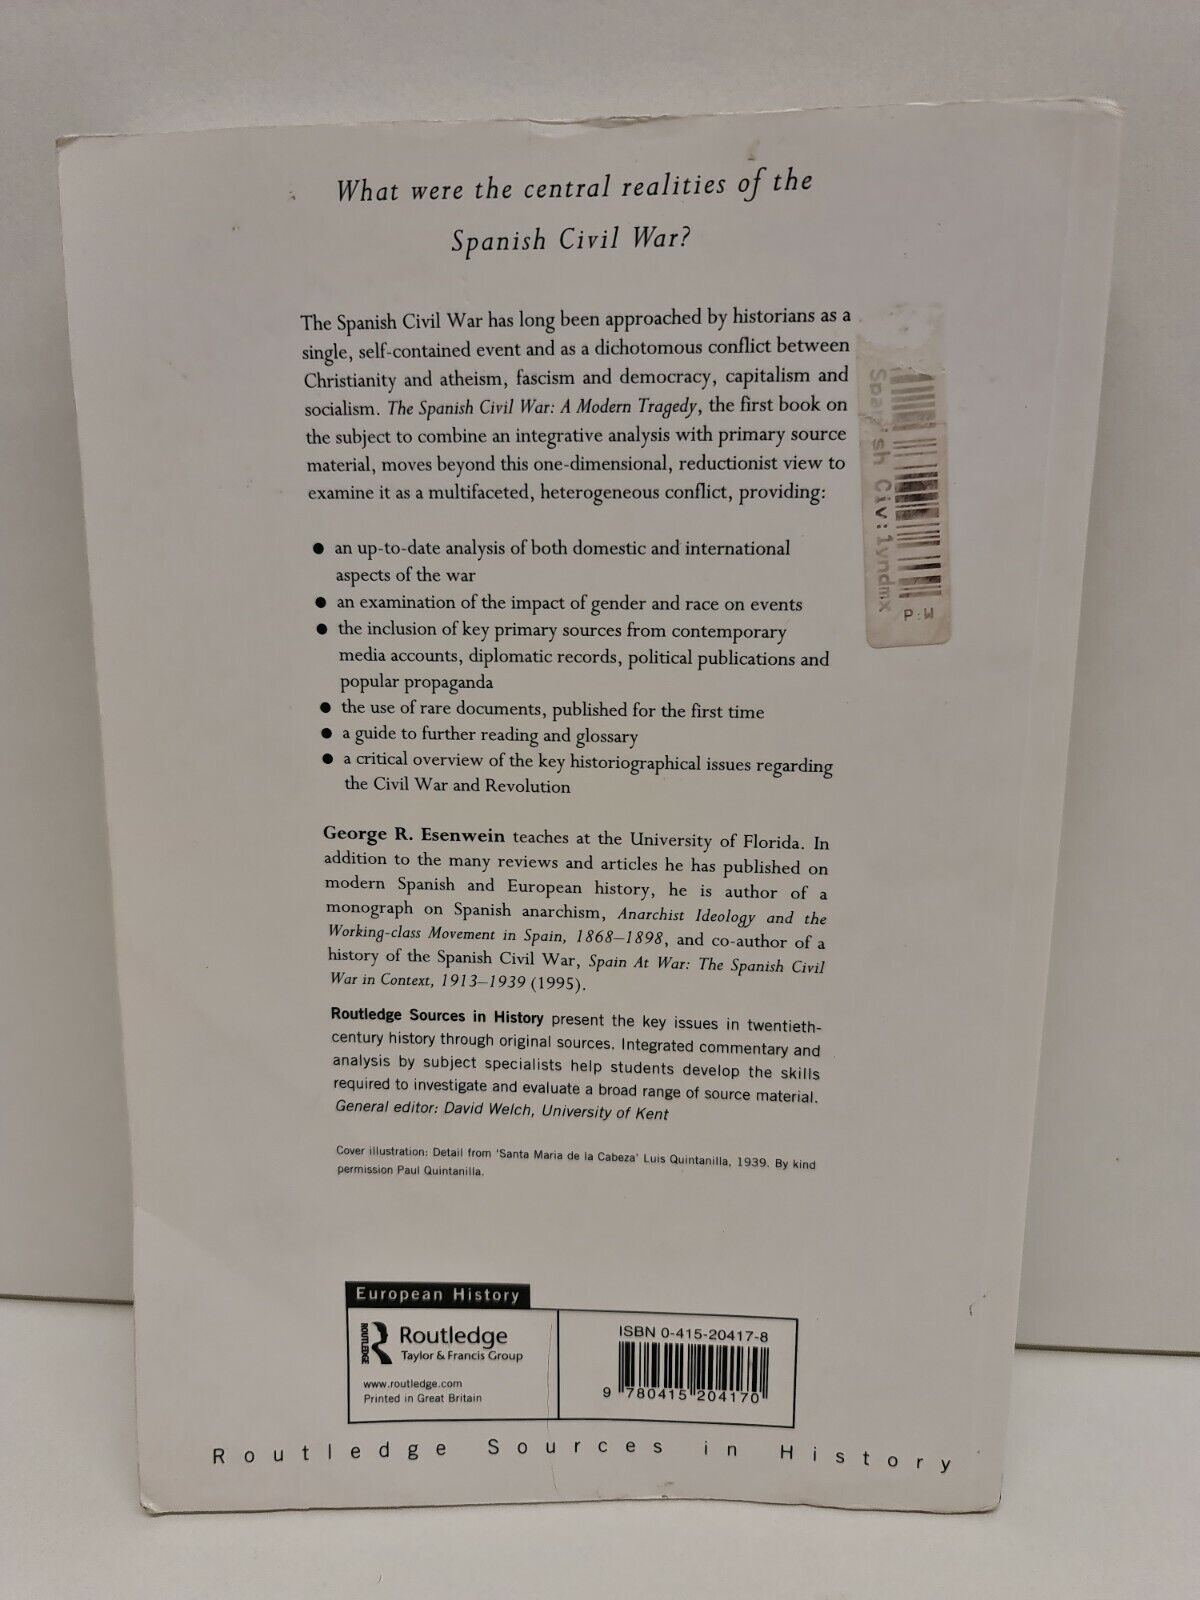 What were the central realities of the
Spanish Civil War?
The Spanish Civil War has long been approached by historians as a
single, self-contained event and as a dichotomous conflict between
Christianity and atheism, fascism and democracy, capitalism and
socialism. The Spanish Civil War: A Modern Tragedy, the first book on
the subject to combine an integrative analysis with primary source
material, moves beyond this one-dimensional, reductionist view to
examine it as a multifaceted, heterogeneous conflict, providing:
● an up-to-date analysis of both domestic and international
aspects of the war
● an examination of the impact of gender and race on events
● the inclusion of key primary sources from contemporary
media accounts, diplomatic records, political publications and
popular propaganda
● the use of rare documents, published for the first time
● a guide to further reading and glossary
● a critical overview of the key historiographical issues regarding
the Civil War and Revolution
George R. Esenwein teaches at the University of Florida. In
addition to the many reviews and articles he has published on
modern Spanish and European history, he is author of a
monograph on Spanish anarchism, Anarchist Ideology and the
Working-class Movement in Spain, 1868–1898, and co-author of a
history of the Spanish Civil War, Spain At War: The Spanish Civil
War in Context, 1913–1939 (1995).
Routledge Sources in History present the key issues in twentieth-
century history through original sources. Integrated commentary and
analysis by subject specialists help students develop the skills
required to investigate and evaluate a broad range of source material.
General editor: David Welch, University of Kent
Cover illustration: Detail from 'Santa Maria de la Cabeza' Luis Quintanilla, 1939. By kind
permission Paul Quintanilla.
Spanish Civ:
P:W
European History
ROUTLEDGE
Routledge
Taylor & Francis Group
www.routledge.com
Printed in Great Britain
ISBN 0-415-20417-8
9 780415 204170
Routledge Sources in History